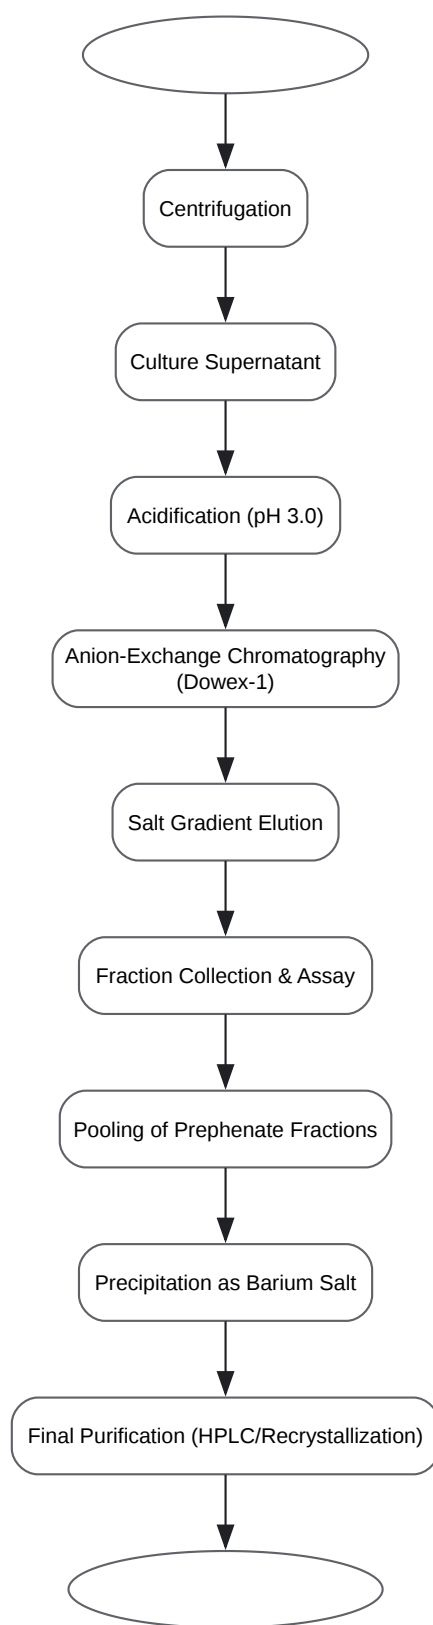 Centrifugation
Culture Supernatant
Acidification (pH 3.0)
Anion-Exchange Chromatography
(Dowex-1)
Salt Gradient Elution
Fraction Collection & Assay
Pooling of Prephenate Fractions
Precipitation as Barium Salt
Final Purification (HPLC/Recrystallization)